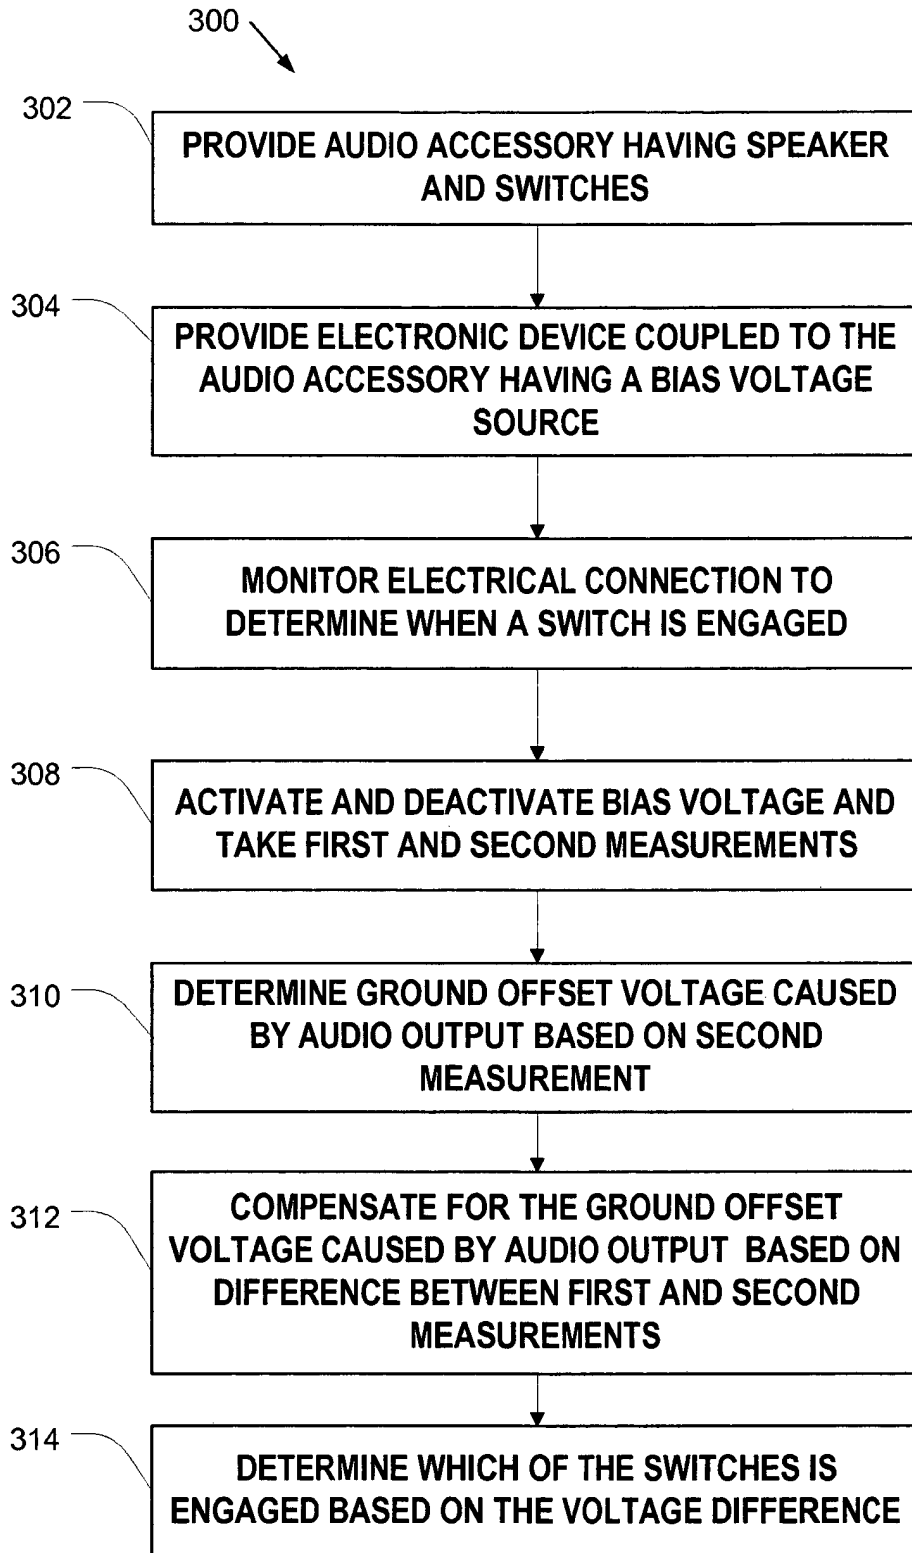 300
302
PROVIDE AUDIO ACCESSORY HAVING SPEAKER
AND SWITCHES
304
PROVIDE ELECTRONIC DEVICE COUPLED TO THE
AUDIO ACCESSORY HAVING A BIAS VOLTAGE
SOURCE
306
MONITOR ELECTRICAL CONNECTION TO
DETERMINE WHEN A SWITCH IS ENGAGED
308
ACTIVATE AND DEACTIVATE BIAS VOLTAGE AND
TAKE FIRST AND SECOND MEASUREMENTS
310
DETERMINE GROUND OFFSET VOLTAGE CAUSED
BY AUDIO OUTPUT BASED ON SECOND
MEASUREMENT
312
COMPENSATE FOR THE GROUND OFFSET
VOLTAGE CAUSED BY AUDIO OUTPUT BASED ON
DIFFERENCE BETWEEN FIRST AND SECOND
MEASUREMENTS
314
DETERMINE WHICH OF THE SWITCHES IS
ENGAGED BASED ON THE VOLTAGE DIFFERENCE